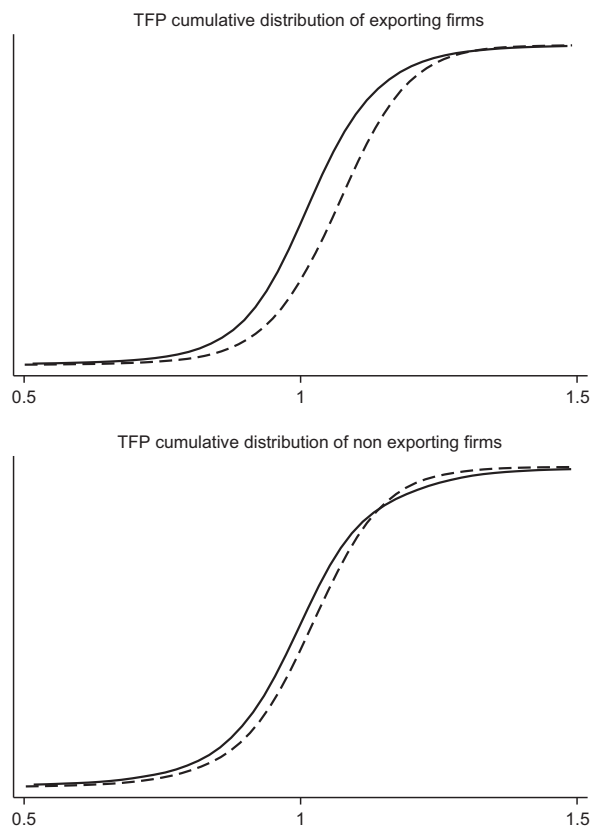 TFP cumulative distribution of exporting firms
0.5 1 1.5
TFP cumulative distribution of non exporting firms
0.5 1 1.5